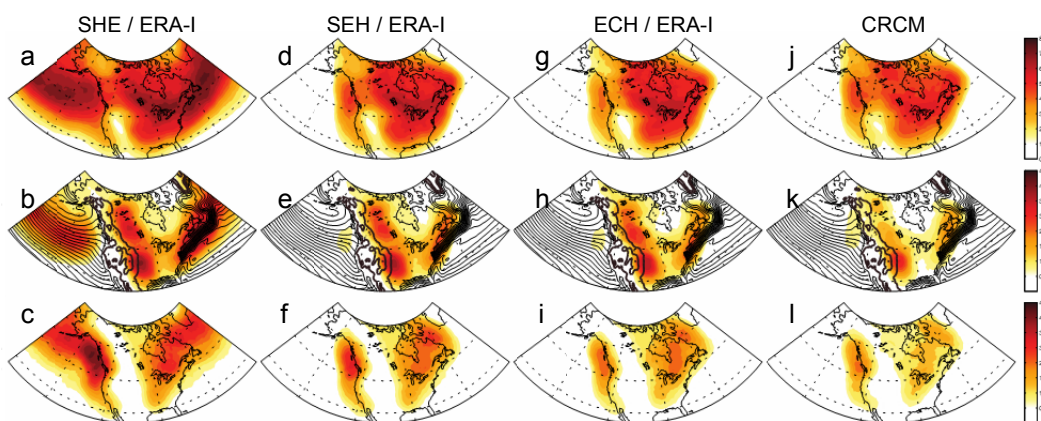 SHE / ERA-I SEH / ERA-I ECH / ERA-I CRCM
a d g j
b e h k
c f i l